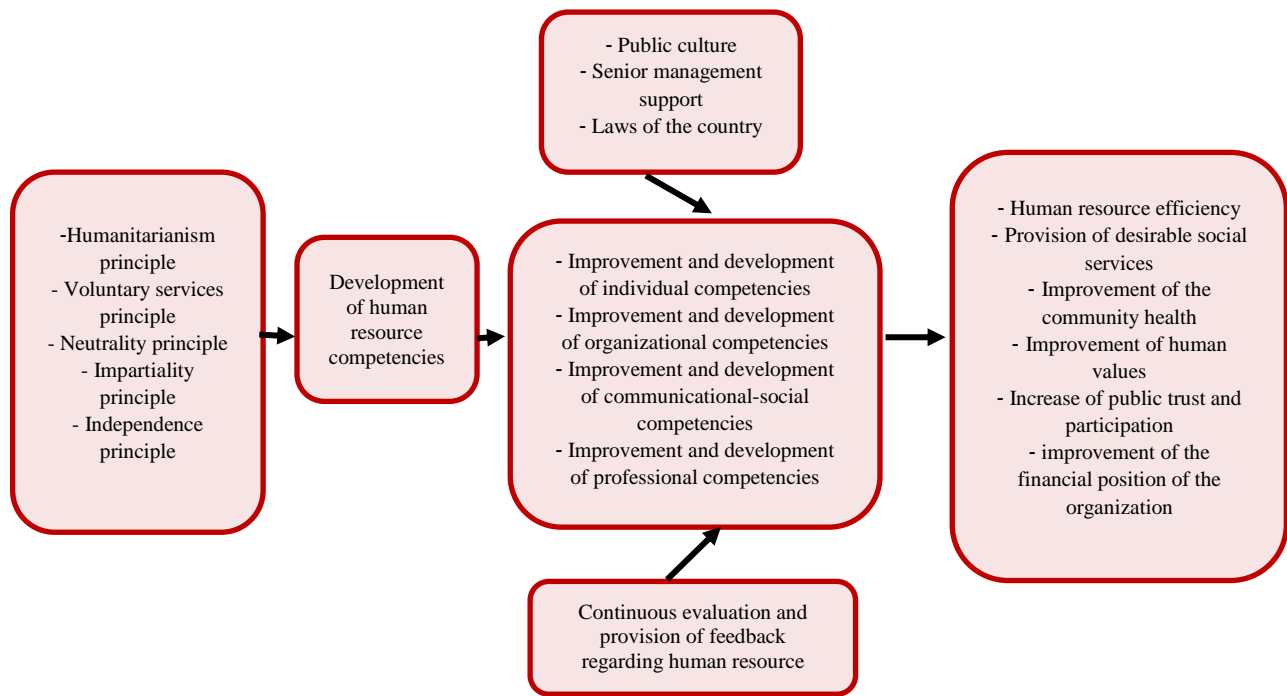 - Public culture
- Senior management
support
- Laws of the country
-Humanitarianism
principle
- Voluntary services
principle
- Neutrality principle
- Impartiality
principle
- Independence
principle
Development
of human
resource
competencies
- Improvement and development
of individual competencies
- Improvement and development
of organizational competencies
- Improvement and development
of communicational-social
competencies
- Improvement and development
of professional competencies
- Human resource efficiency
- Provision of desirable social
services
- Improvement of the
community health
- Improvement of human
values
- Increase of public trust and
participation
- improvement of the
financial position of the
organization
Continuous evaluation and
provision of feedback
regarding human resource